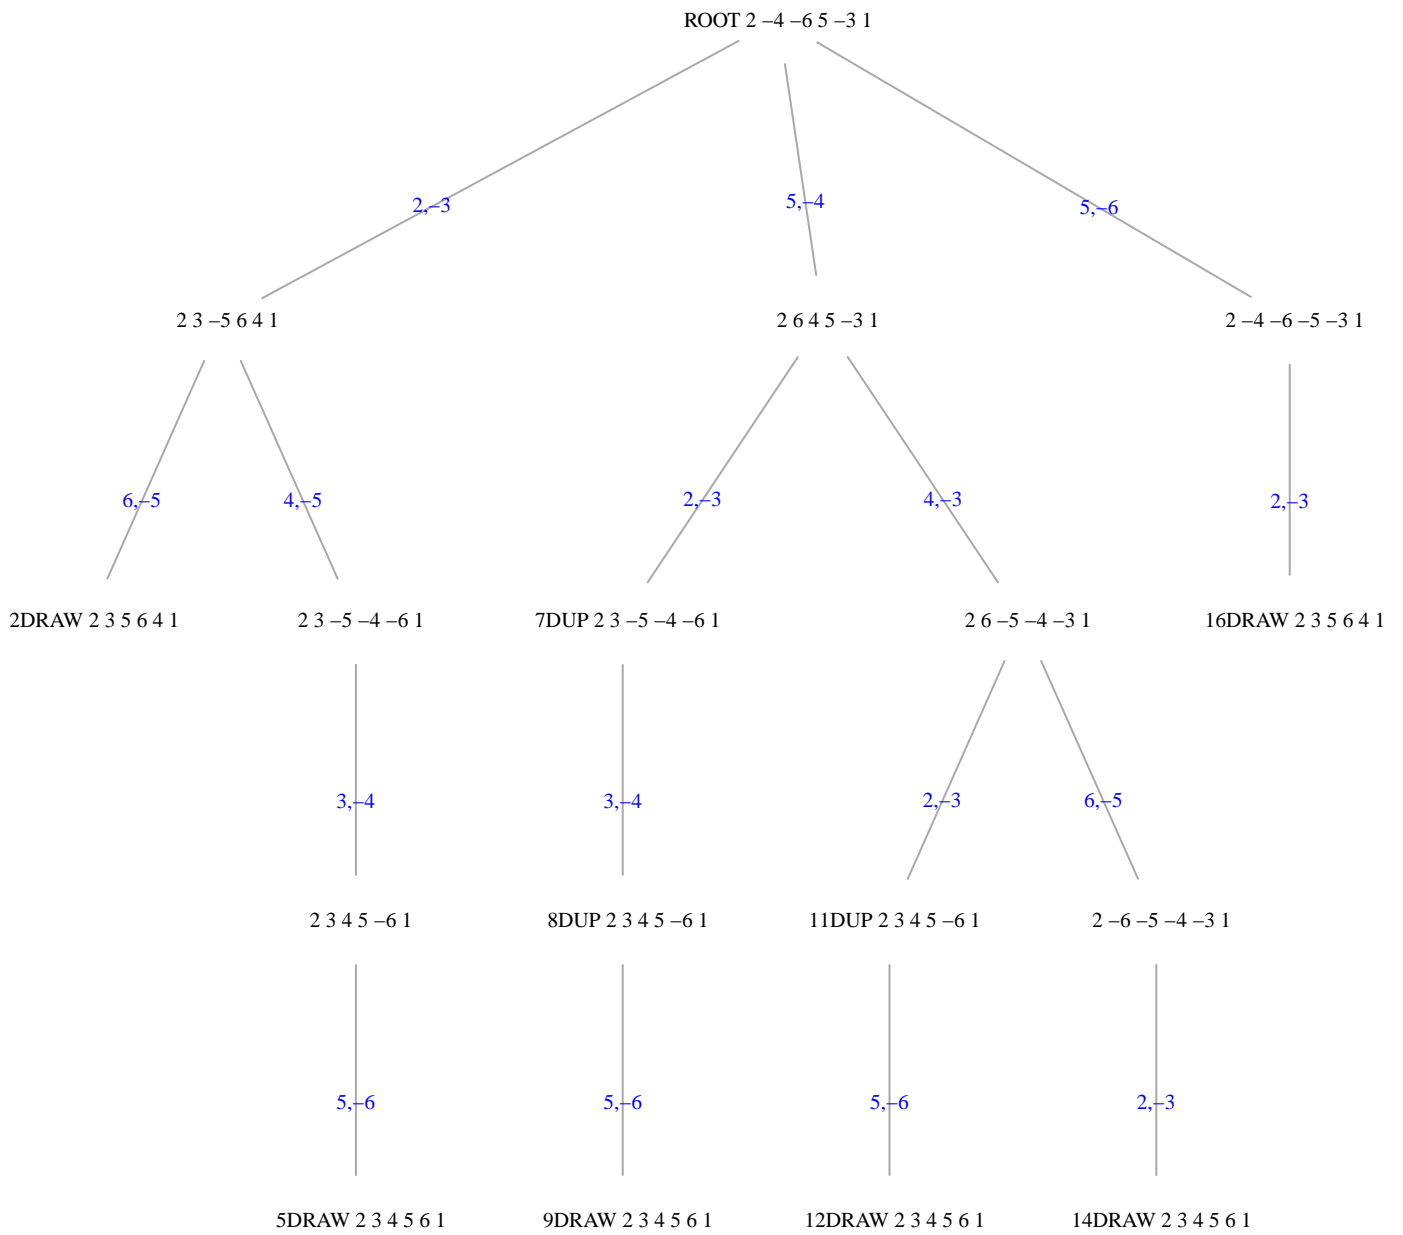 ROOT 2 –4 –6 5 –3 1
2,–3
5,–4
5,–6
2 3 –5 6 4 1
2 6 4 5 –3 1
2 –4 –6 –5 –3 1
6,–5
4,–5
2,–3
4,–3
2,–3
2DRAW 2 3 5 6 4 1
2 3 –5 –4 –6 1
7DUP 2 3 –5 –4 –6 1
2 6 –5 –4 –3 1
16DRAW 2 3 5 6 4 1
3,–4
3,–4
2,–3
6,–5
2 3 4 5 –6 1
8DUP 2 3 4 5 –6 1
11DUP 2 3 4 5 –6 1
2 –6 –5 –4 –3 1
5,–6
5,–6
5,–6
2,–3
5DRAW 2 3 4 5 6 1
9DRAW 2 3 4 5 6 1
12DRAW 2 3 4 5 6 1
14DRAW 2 3 4 5 6 1